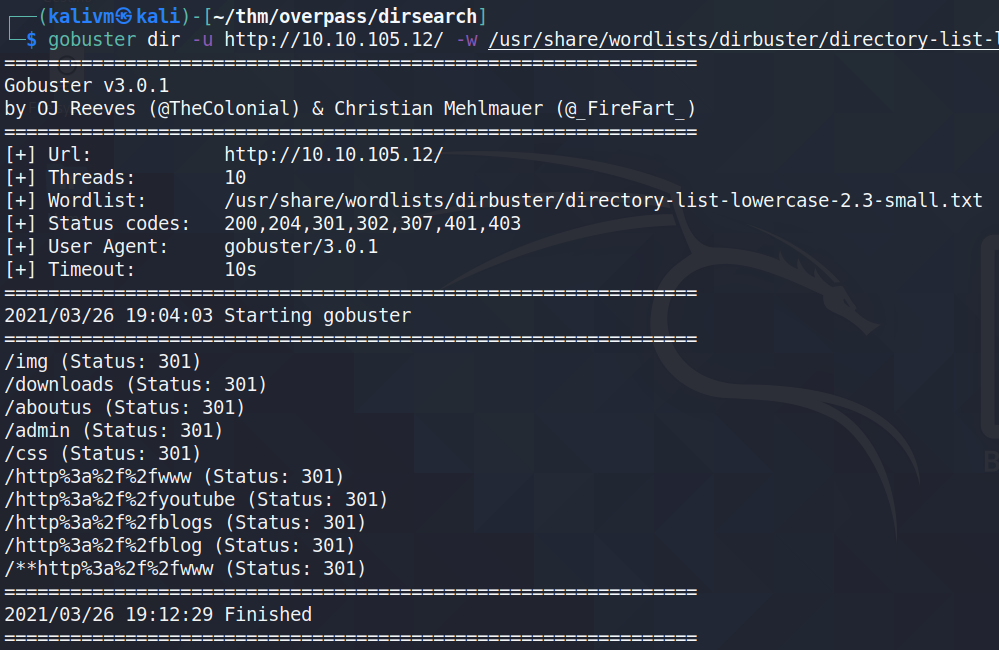 ┌──(kalivm㉿kali)-[~/thm/overpass/dirsearch]
└─$ gobuster dir -u http://10.10.105.12/ -w /usr/share/wordlists/dirbuster/directory-list-l
===============================================================
Gobuster v3.0.1
by OJ Reeves (@TheColonial) & Christian Mehlmauer (@_FireFart_)
===============================================================
[+] Url:            http://10.10.105.12/
[+] Threads:        10
[+] Wordlist:       /usr/share/wordlists/dirbuster/directory-list-lowercase-2.3-small.txt
[+] Status codes:   200,204,301,302,307,401,403
[+] User Agent:     gobuster/3.0.1
[+] Timeout:        10s
===============================================================
2021/03/26 19:04:03 Starting gobuster
===============================================================
/img (Status: 301)
/downloads (Status: 301)
/aboutus (Status: 301)
/admin (Status: 301)
/css (Status: 301)
/http%3a%2f%2fwww (Status: 301)
/http%3a%2f%2fyoutube (Status: 301)
/http%3a%2f%2fblogs (Status: 301)
/http%3a%2f%2fblog (Status: 301)
/**http%3a%2f%2fwww (Status: 301)
===============================================================
2021/03/26 19:12:29 Finished
===============================================================